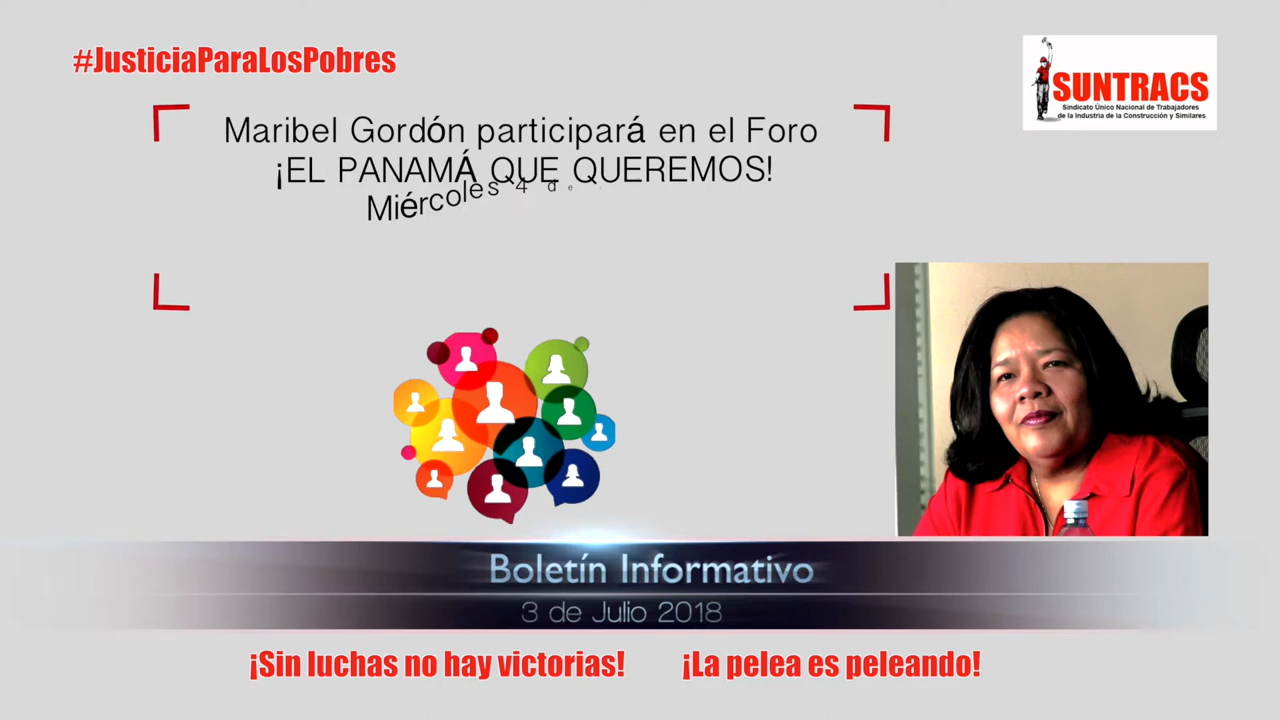 #JusticiaParaLosPobres
SUNTRACS
Sindicato Único Nacional de Trabajadores
de la Industria de la Construcción y Similares
Maribel Gordón participará en el Foro
¡EL PANAMÁ QUE QUEREMOS!
Miércoles 4 de
Boletín Informativo
3 de Julio 2018
¡Sin luchas no hay victorias! ¡La pelea es peleando!